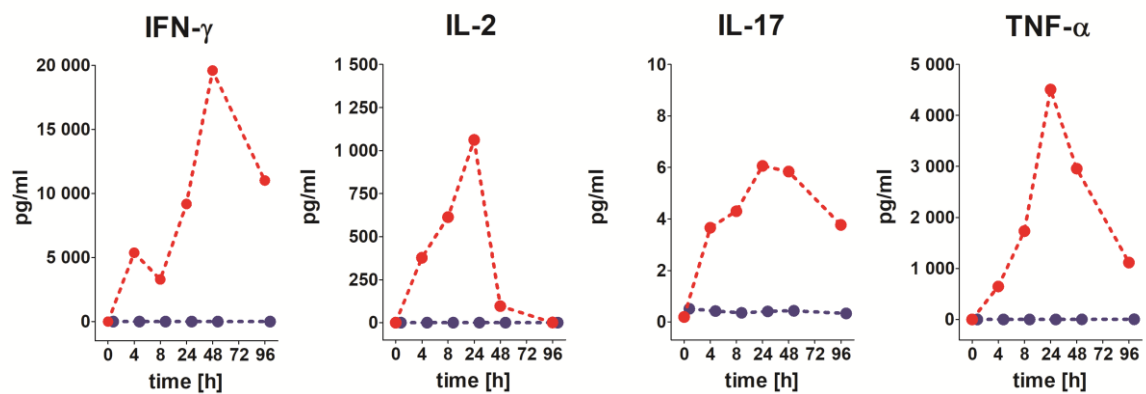 IFN-γ
20 000
15 000
10 000
5 000
0
pg/ml
0 4 8 24 48 72 96
time [h]
IL-2
1 500
1 250
1 000
750
500
250
0
pg/ml
0 4 8 24 48 72 96
time [h]
IL-17
10
8
6
4
2
0
pg/ml
0 4 8 24 48 72 96
time [h]
TNF-α
5 000
4 000
3 000
2 000
1 000
0
pg/ml
0 4 8 24 48 72 96
time [h]